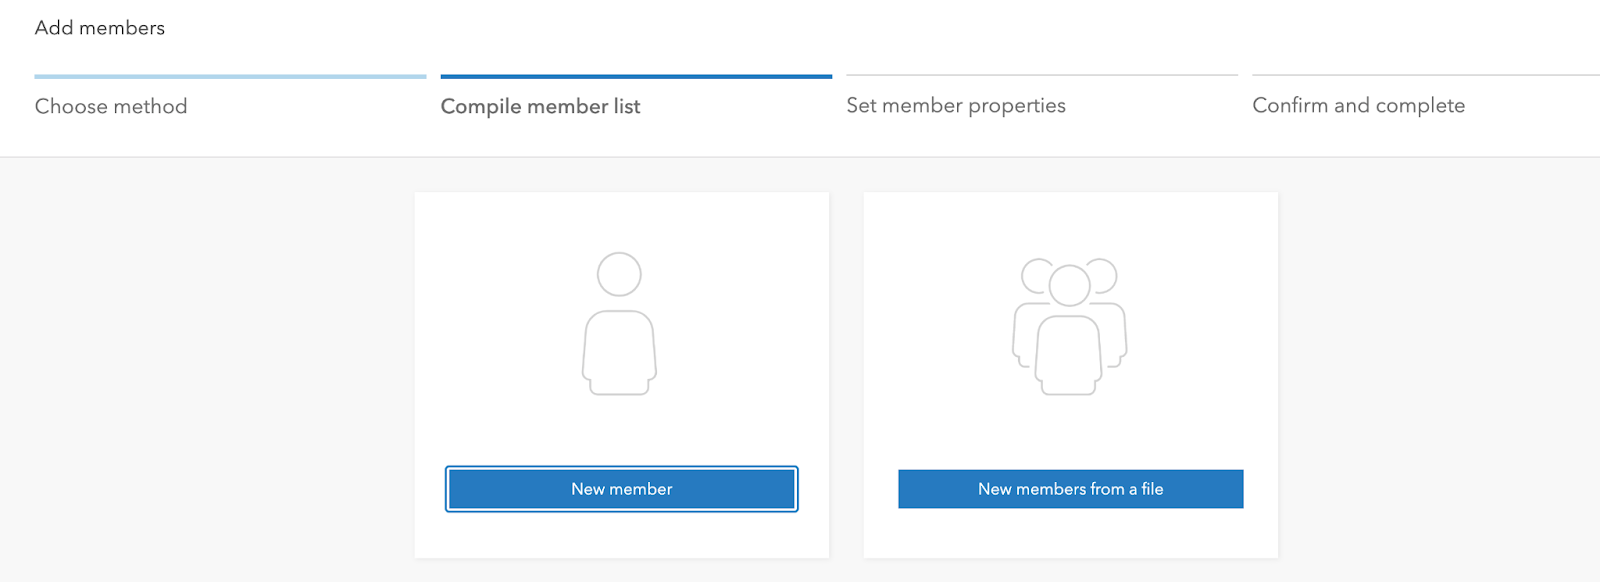 Add members
Choose method
Compile member list
Set member properties
Confirm and complete
New member
New members from a file